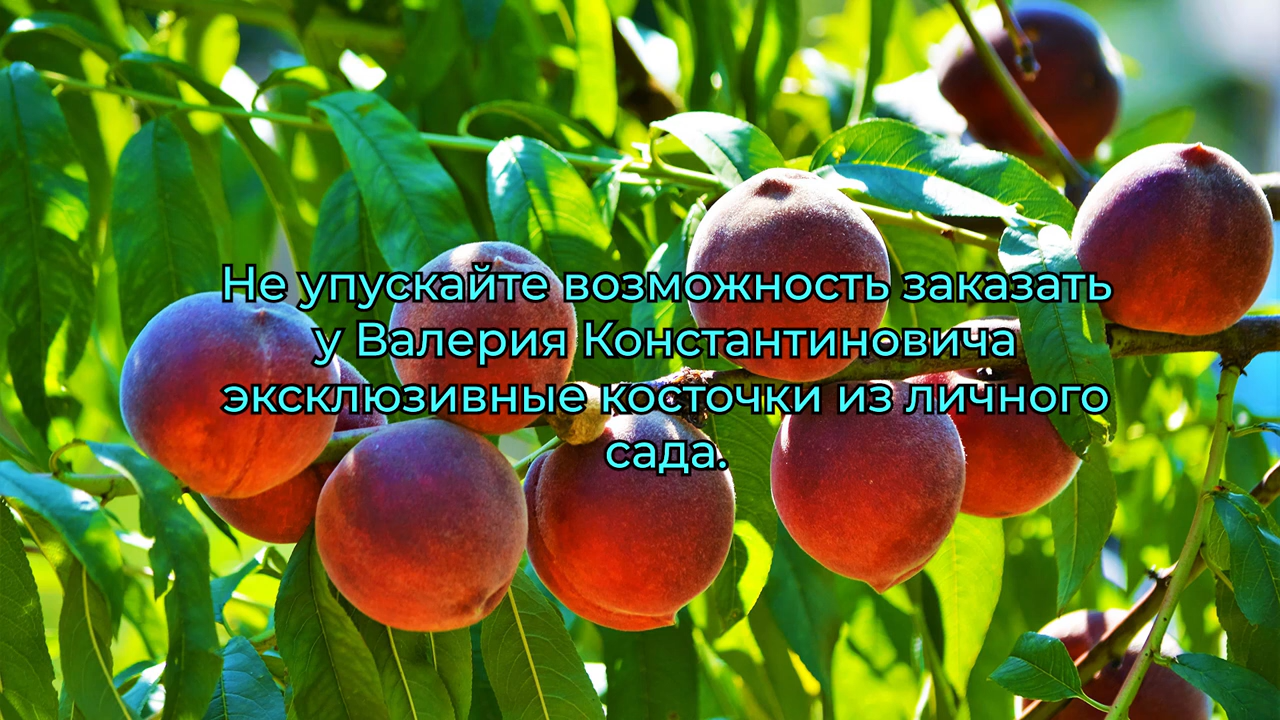 Не упускайте возможность заказать
у Валерия Константиновича
эксклюзивные косточки из личного
сада.